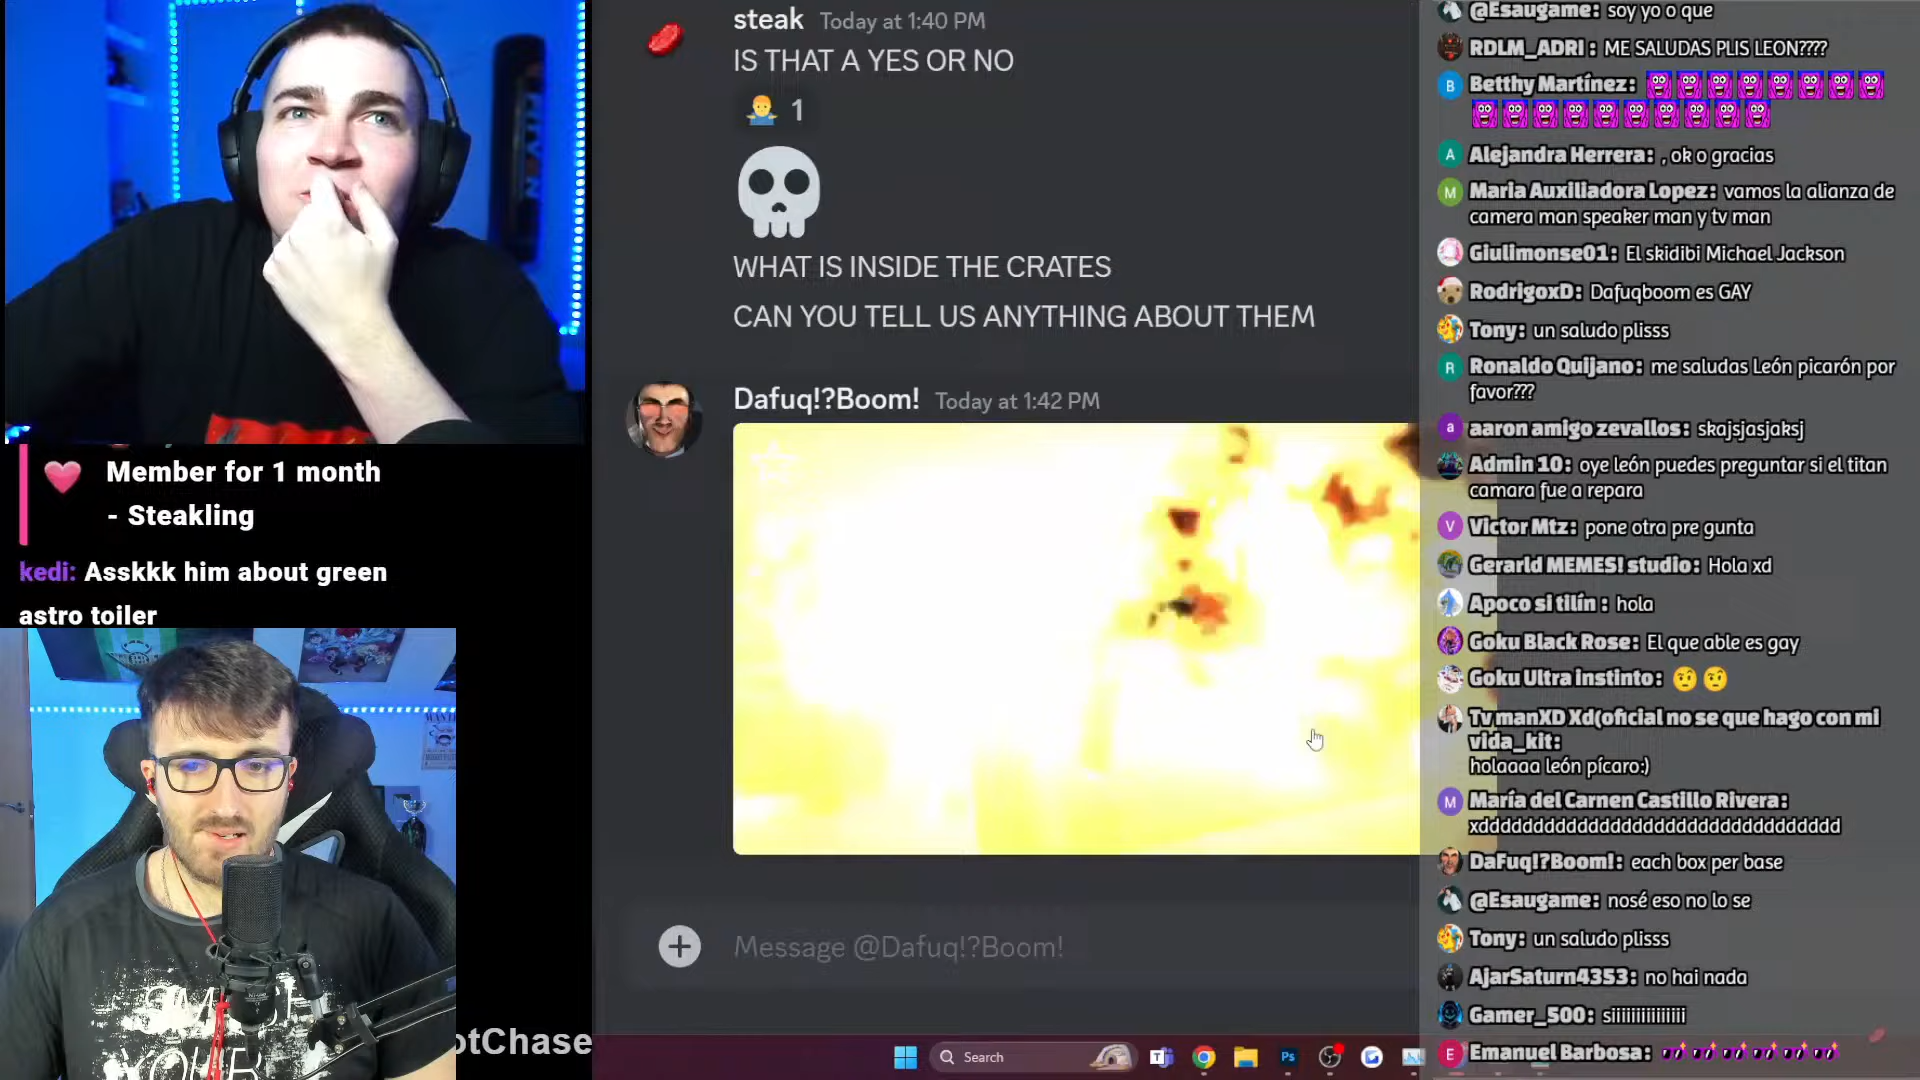 steak Today at 1:40 PM
IS THAT A YES OR NO
1
WHAT IS INSIDE THE CRATES
CAN YOU TELL US ANYTHING ABOUT THEM
Dafuq!?Boom! Today at 1:42 PM
Message @Dafuq!?Boom!
Member for 1 month
- Steakling
kedi: Asskkk him about green
astro toiler
otChase
Search
@Esaugame: soy yo o que
RDLM_ADRI: ME SALUDAS PLIS LEON????
B Betthy Martínez:
A Alejandra Herrera: , ok o gracias
M Maria Auxiliadora Lopez: vamos la alianza de
camera man speaker man y tv man
Giulimonse01: El skidibi Michael Jackson
RodrigoxD: Dafuqboom es GAY
Tony: un saludo plisss
R Ronaldo Quijano: me saludas León picarón por
favor???
a aaron amigo zevallos: skajsjasjaksj
Admin 10: oye león puedes preguntar si el titan
camara fue a repara
V Victor Mtz: pone otra pre gunta
Gerarld MEMES! studio: Hola xd
Apoco si tilín : hola
Goku Black Rose: El que able es gay
Goku Ultra instinto:
Tv manXD Xd(oficial no se que hago con mi
vida_kit:
holaaaa león pícaro:)
M María del Carnen Castillo Rivera:
xdddddddddddddddddddddddddddddddddd
DaFuq!?Boom!: each box per base
@Esaugame: nosé eso no lo se
Tony: un saludo plisss
AjarSaturn4353: no hai nada
Gamer_500: siiiiiiiiiiiiiii
E Emanuel Barbosa: